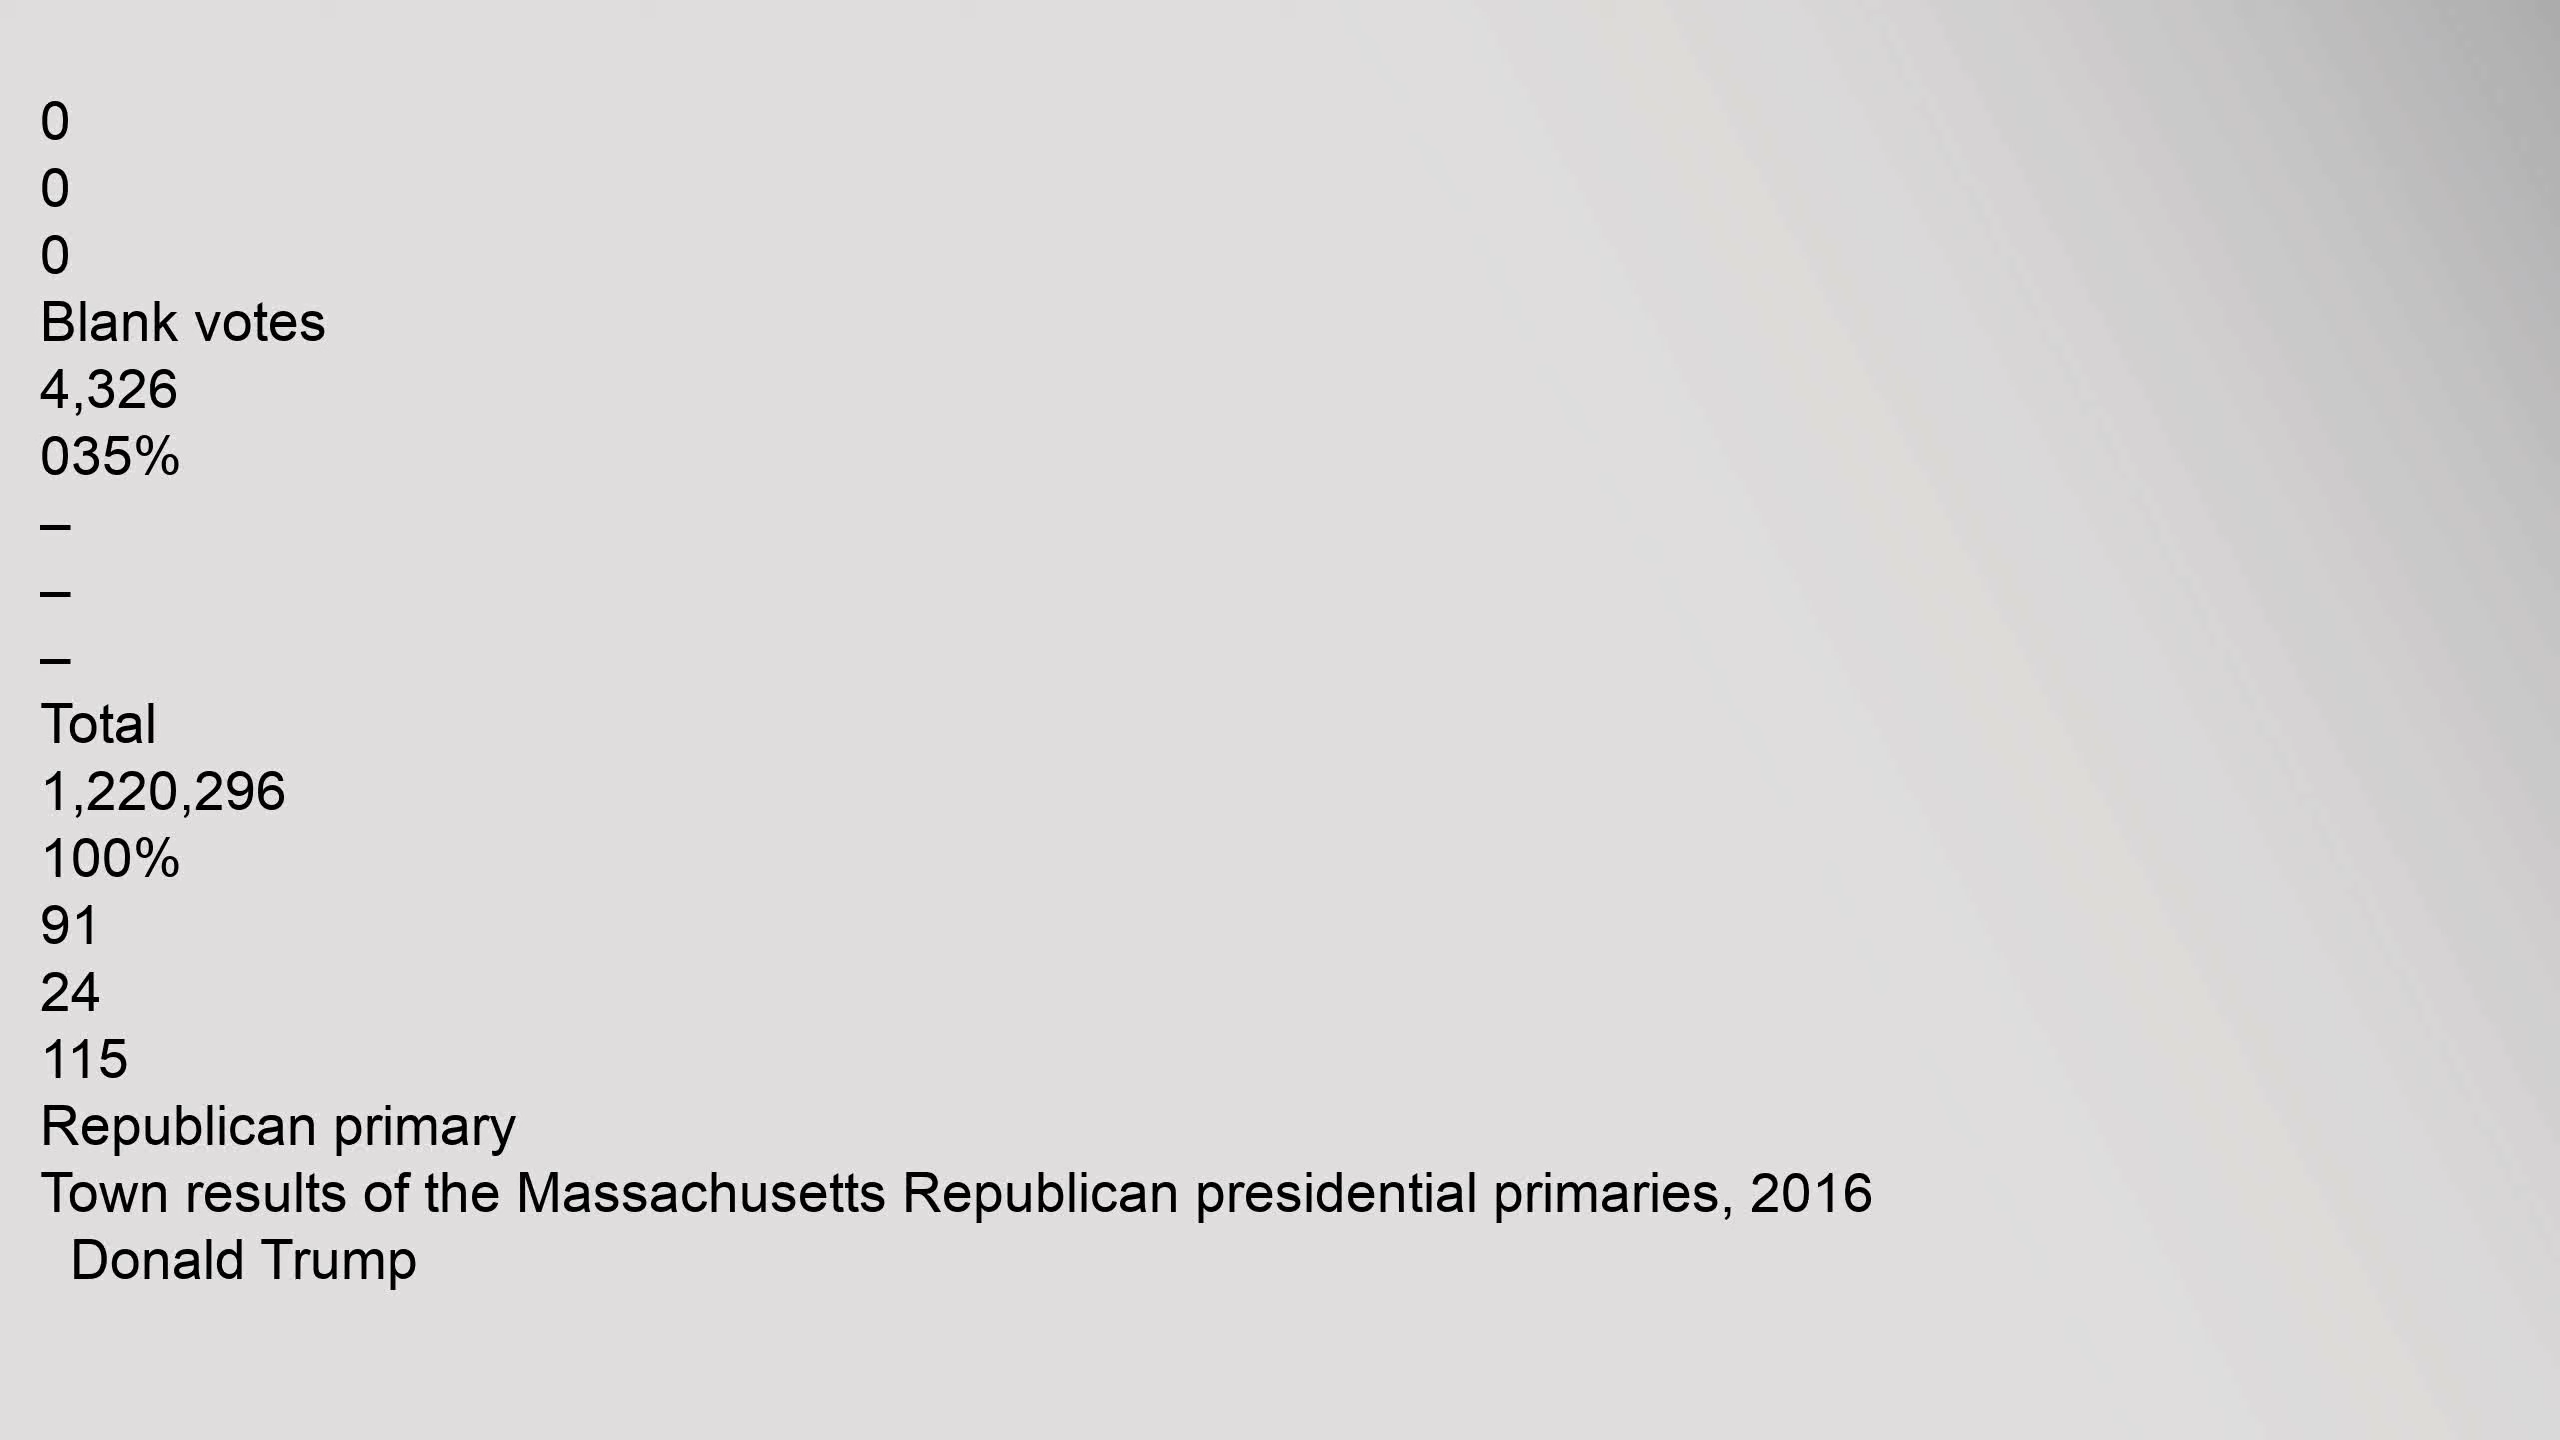 0
0
0
Blank votes
4,326
035%
–
–
–
Total
1,220,296
100%
91
24
115
Republican primary
Town results of the Massachusetts Republican presidential primaries, 2016
Donald Trump